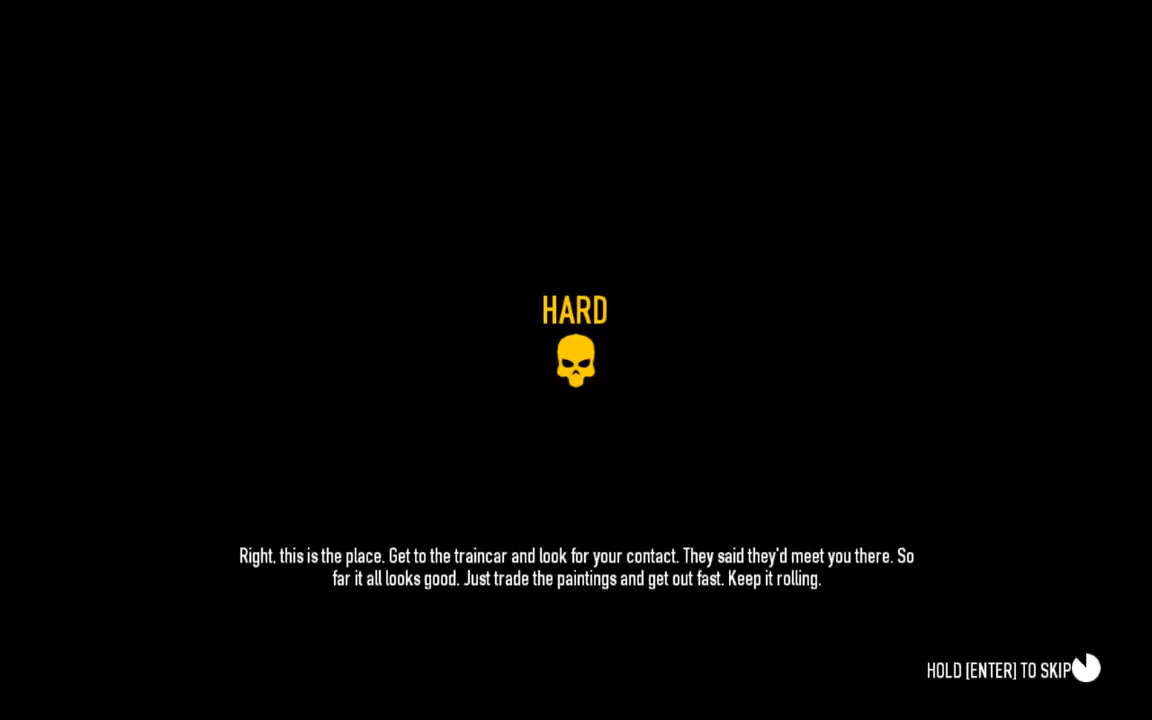 HARD
Right, this is the place. Get to the traincar and look for your contact. They said they'd meet you there. So
far it all looks good. Just trade the paintings and get out fast. Keep it rolling.
HOLD [ENTER] TO SKIP